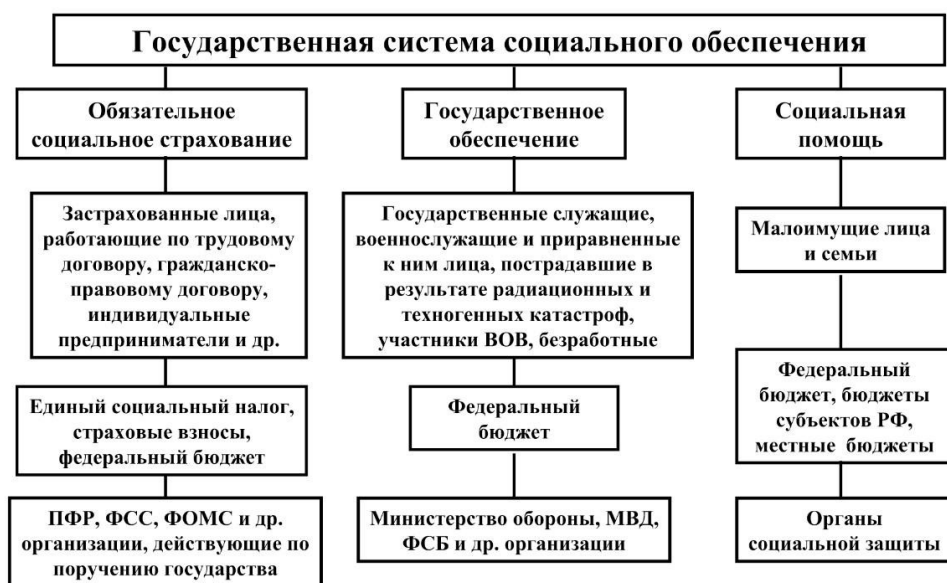 Государственная система социального обеспечения
Обязательное
социальное страхование
Застрахованные лица,
работающие по трудовому
договору, гражданско-
правовому договору,
индивидуальные
предприниматели и др.
Единый социальный налог,
страховые взносы,
федеральный бюджет
ПФР, ФСС, ФОМС и др.
организации, действующие по
поручению государства
Государственное
обеспечение
Государственные служащие,
военнослужащие и приравненные
к ним лица, пострадавшие в
результате радиационных и
техногенных катастроф,
участники ВОВ, безработные
Федеральный
бюджет
Министерство обороны, МВД,
ФСБ и др. организации
Социальная
помощь
Малоимущие лица
и семьи
Федеральный
бюджет, бюджеты
субъектов РФ,
местные бюджеты
Органы
социальной защиты